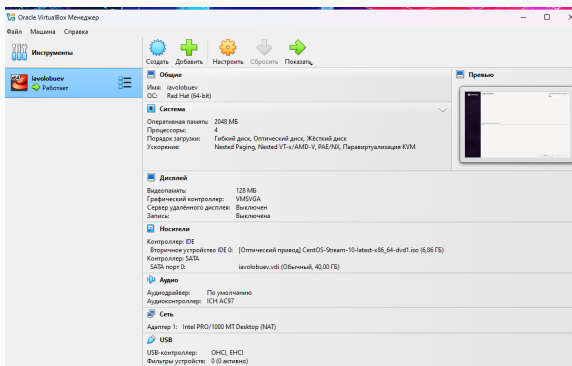 Oracle VirtualBox Менеджер
Файл Машина Справка
Инструменты
Создать Добавить Настроить Сбросить Показать
iavolobuev
Работает
Общие
Имя: iavolobuev
ОС: Red Hat (64-bit)
Система
Оперативная память: 2048 МБ
Процессоры: 4
Порядок загрузки: Гибкий диск, Оптический диск, Жёсткий диск
Ускорение: Nested Paging, Nested VT-x/AMD-V, PAE/NX, Паравиртуализация KVM
Превью
Дисплей
Видеопамять: 128 МБ
Графический контроллер: VMSVGA
Сервер удалённого дисплея: Выключен
Запись: Выключена
Носители
Контроллер: IDE
Вторичное устройство IDE 0: [Оптический привод] CentOS-Stream-10-latest-x86_64-dvd1.iso (6,86 ГБ)
Контроллер: SATA
SATA порт 0: iavolobuev.vdi (Обычный, 40,00 ГБ)
Аудио
Аудиодрайвер: По умолчанию
Аудиоконтроллер: ICH AC97
Сеть
Адаптер 1: Intel PRO/1000 MT Desktop (NAT)
USB
USB-контроллер: OHCI, EHCI
Фильтры устройств: 0 (0 активно)